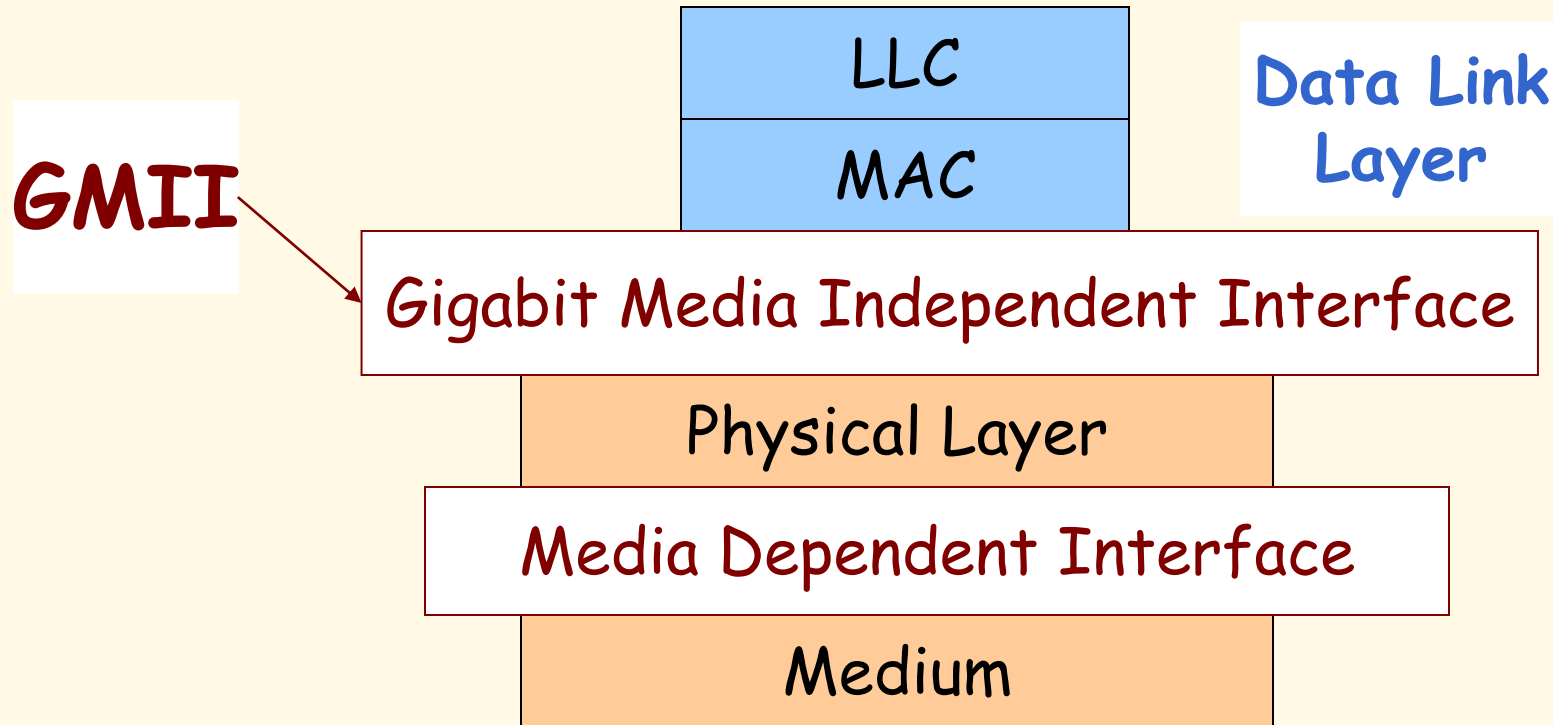 LLC
Data Link
Layer
MAC
GMII
Gigabit Media Independent Interface
Physical Layer
Media Dependent Interface
Medium